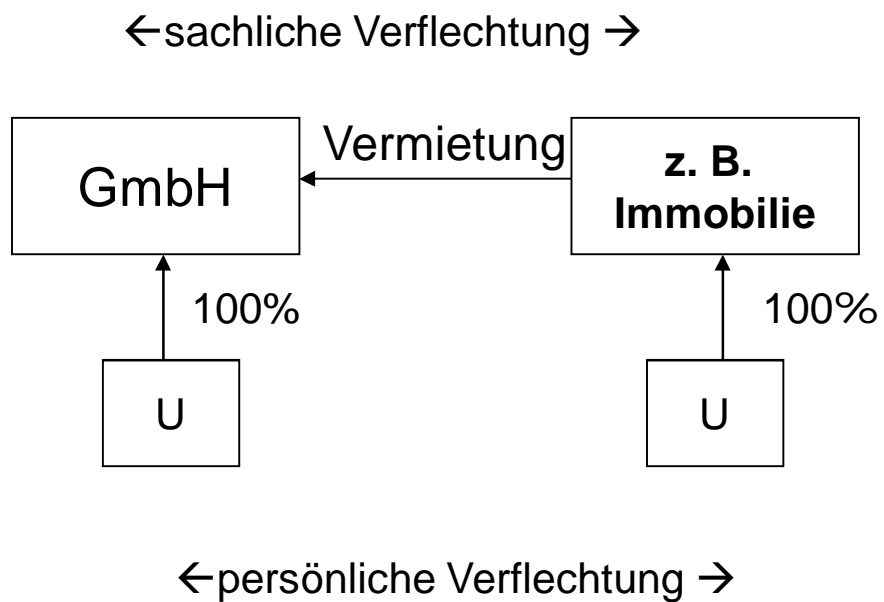 ←sachliche Verflechtung →
GmbH
Vermietung
z. B.
Immobilie
100%
100%
U
U
←persönliche Verflechtung →